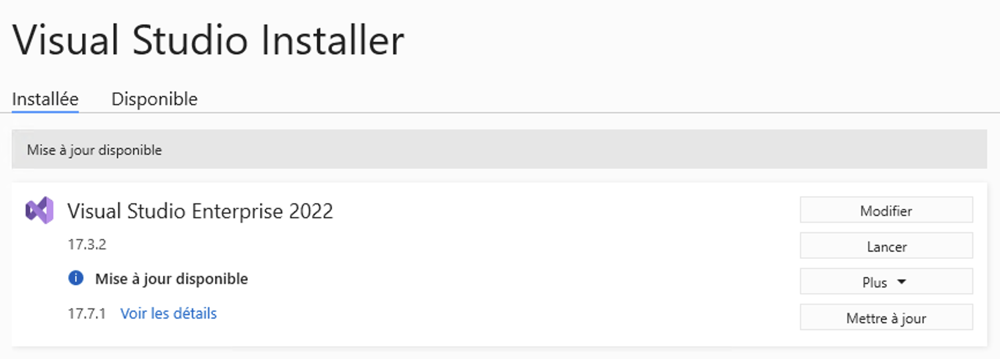 Visual Studio Installer
Installée Disponible
Mise à jour disponible
Visual Studio Enterprise 2022
17.3.2
Mise à jour disponible
17.7.1 Voir les détails
Modifier
Lancer
Plus
Mettre à jour